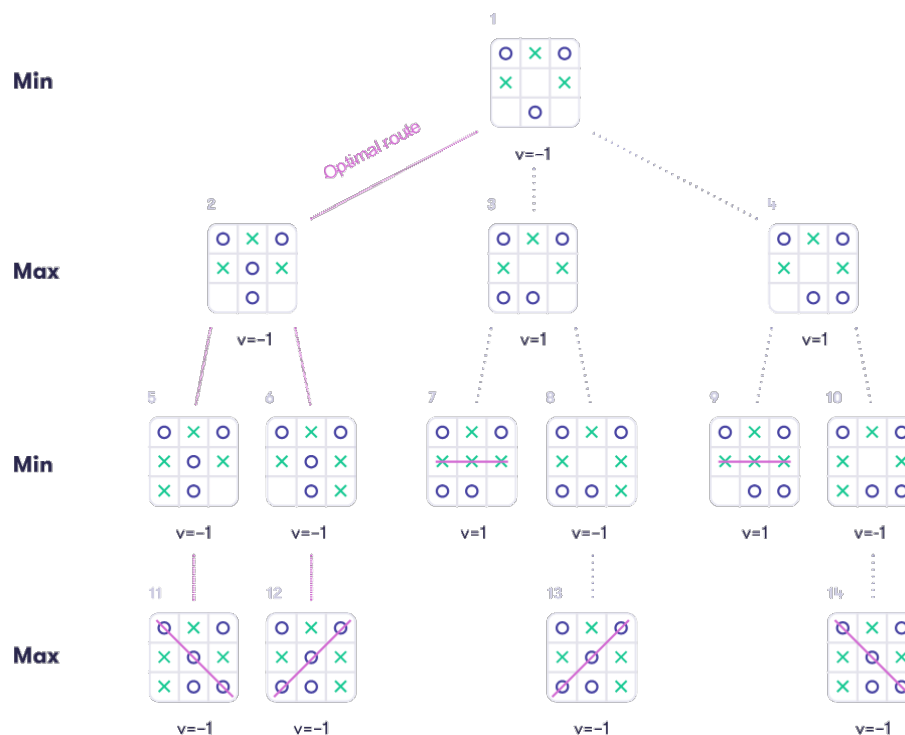 1
Min
Optimal route
v=-1
2
3
4
Max
v=-1
v=1
v=1
5
6
7
8
9
10
Min
v=-1
v=-1
v=1
v=-1
v=1
v=-1
11
12
13
14
Max
v=-1
v=-1
v=-1
v=-1